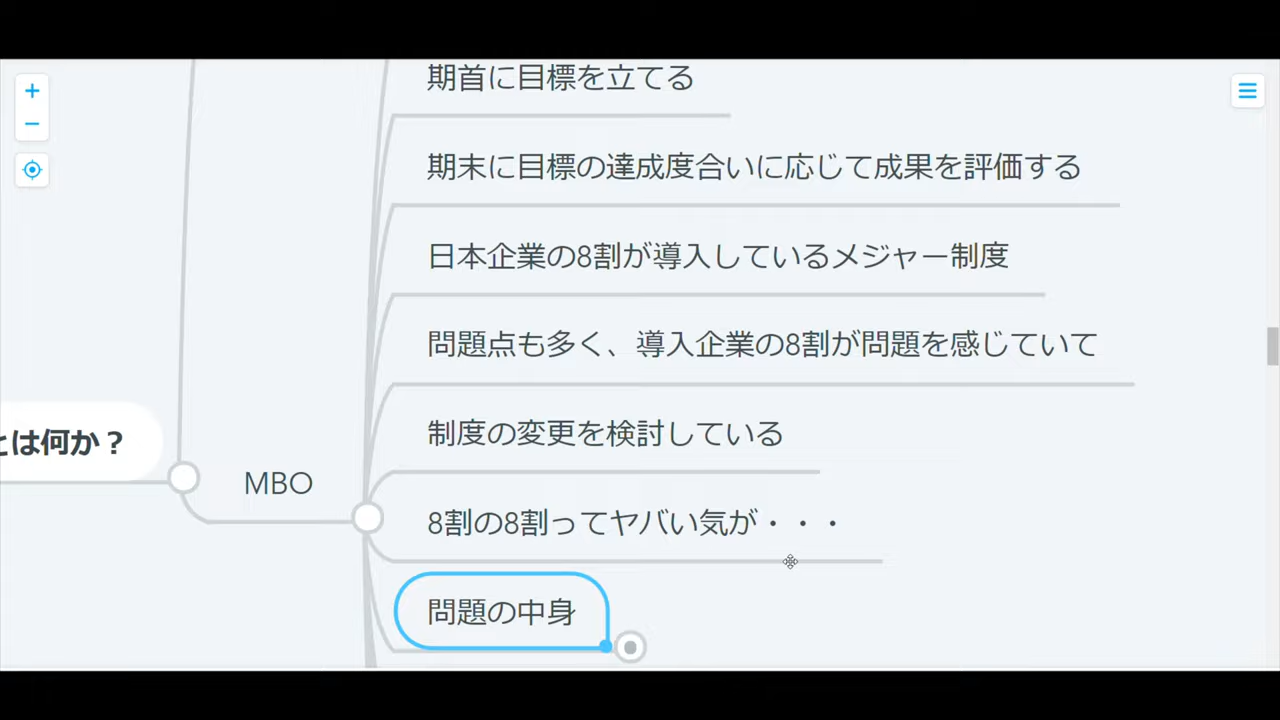 期首に目標を立てる
期末に目標の達成度合いに応じて成果を評価する
日本企業の8割が導入しているメジャー制度
問題点も多く、導入企業の8割が問題を感じていて
とは何か？
制度の変更を検討している
MBO
8割の8割ってヤバい気が・・・
問題の中身